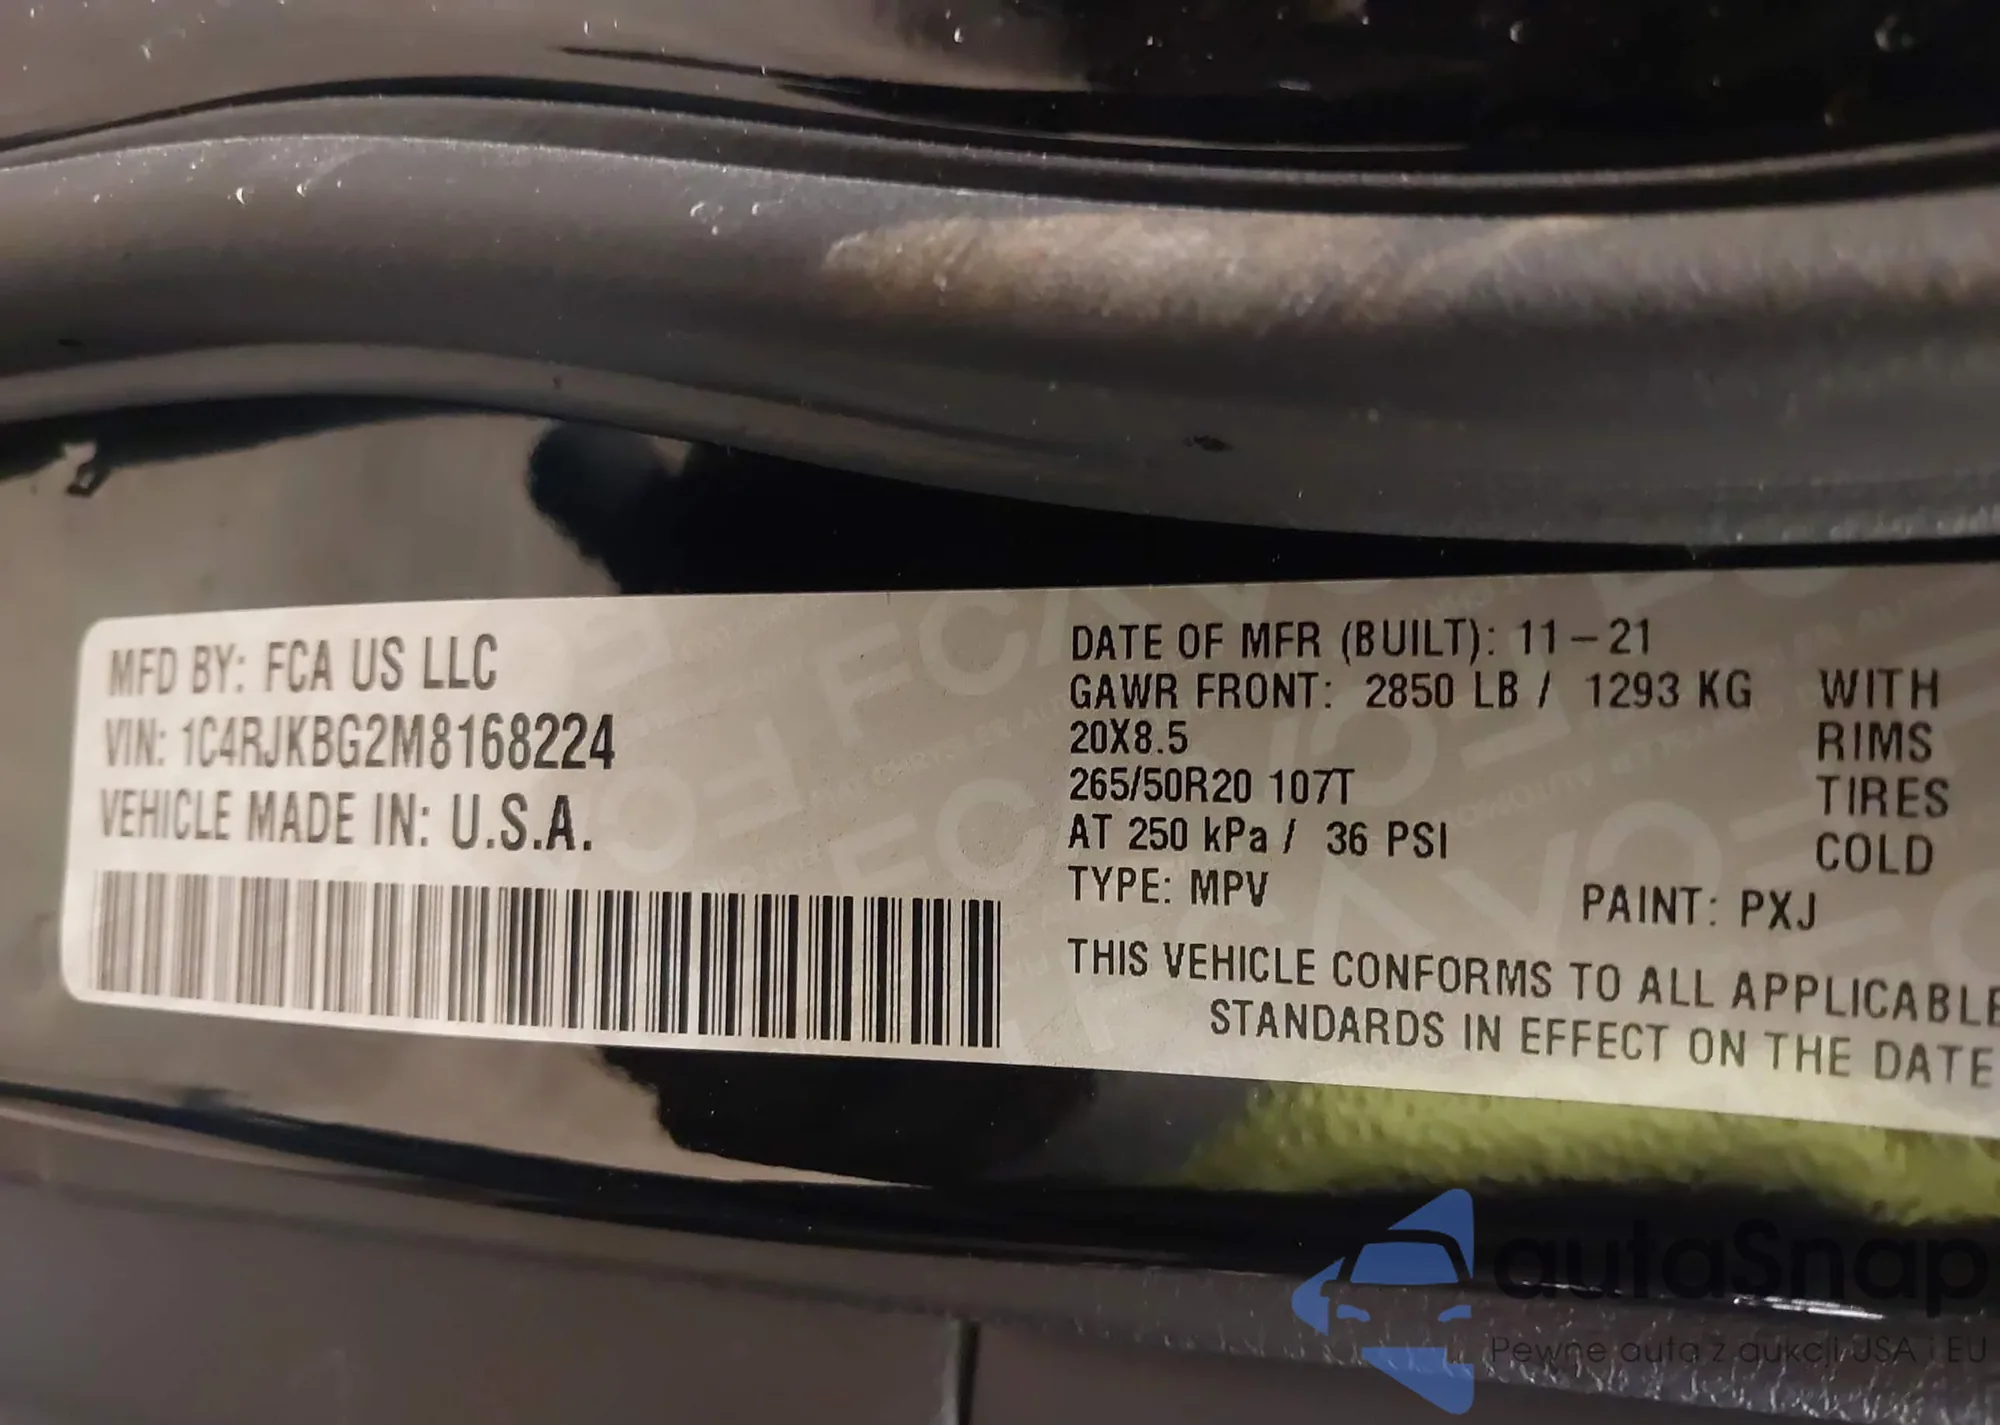 MFD BY: FCA US LLC
VIN: 1C4RJKBG2M8168224
VEHICLE MADE IN: U.S.A.
DATE OF MFR (BUILT): 11-21
GAWR FRONT: 2850 LB / 1293 KG WITH
20X8.5 RIMS
265/50R20 107T TIRES
AT 250 kPa / 36 PSI COLD
TYPE: MPV PAINT: PXJ
THIS VEHICLE CONFORMS TO ALL APPLICABLE
STANDARDS IN EFFECT ON THE DATE
autaSnap
Pewne auta z aukcji USA i EU